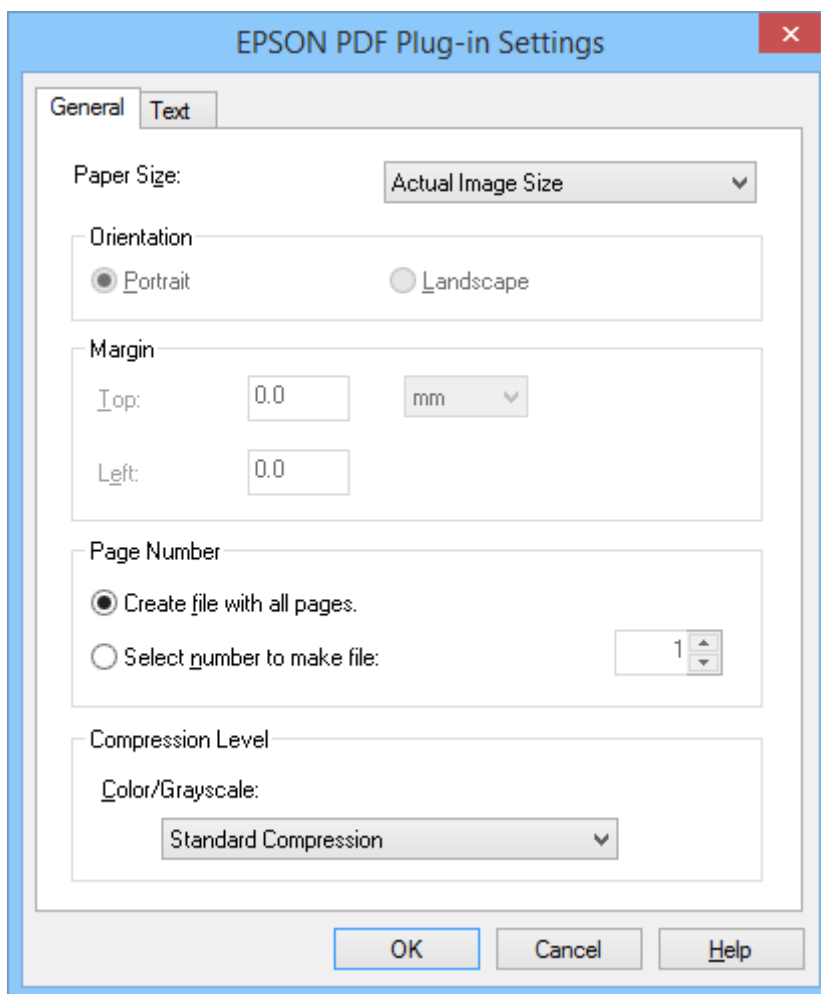 EPSON PDF Plug-in Settings
General Text
Paper Size: Actual Image Size
Orientation
Portrait Landscape
Margin
Top: 0.0 mm
Left: 0.0
Page Number
Create file with all pages.
Select number to make file: 1
Compression Level
Color/Grayscale:
Standard Compression
OK Cancel Help